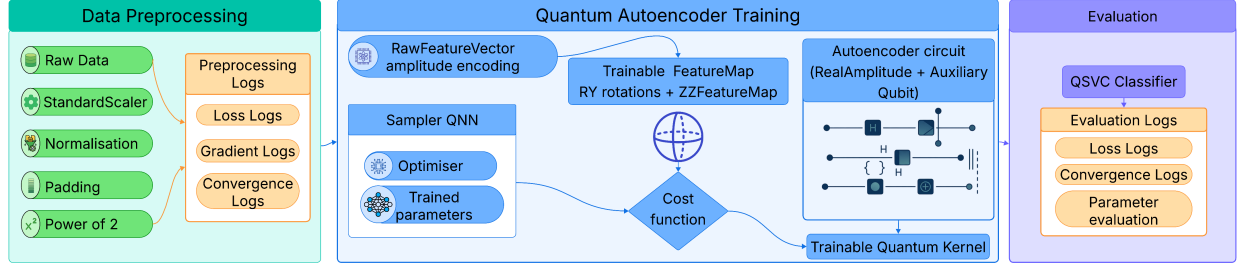 Data Preprocessing
Raw Data
StandardScaler
Normalisation
Padding
x²
Power of 2
Preprocessing
Logs
Loss Logs
Gradient Logs
Convergence
Logs
Quantum Autoencoder Training
RawFeatureVector
amplitude encoding
Trainable FeatureMap
RY rotations + ZZFeatureMap
Sampler QNN
Optimiser
Trained
parameters
Cost
function
Autoencoder circuit
(RealAmplitude + Auxiliary
Qubit)
H
H
{ }
H
Trainable Quantum Kernel
Evaluation
QSVC Classifier
Evaluation Logs
Loss Logs
Convergence Logs
Parameter
evaluation